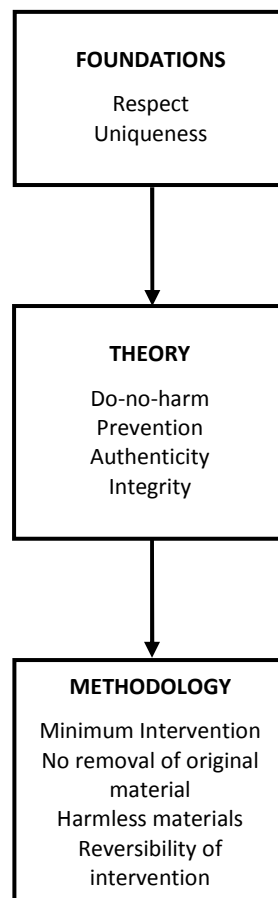 FOUNDATIONS
Respect
Uniqueness
THEORY
Do-no-harm
Prevention
Authenticity
Integrity
METHODOLOGY
Minimum Intervention
No removal of original
material
Harmless materials
Reversibility of
intervention